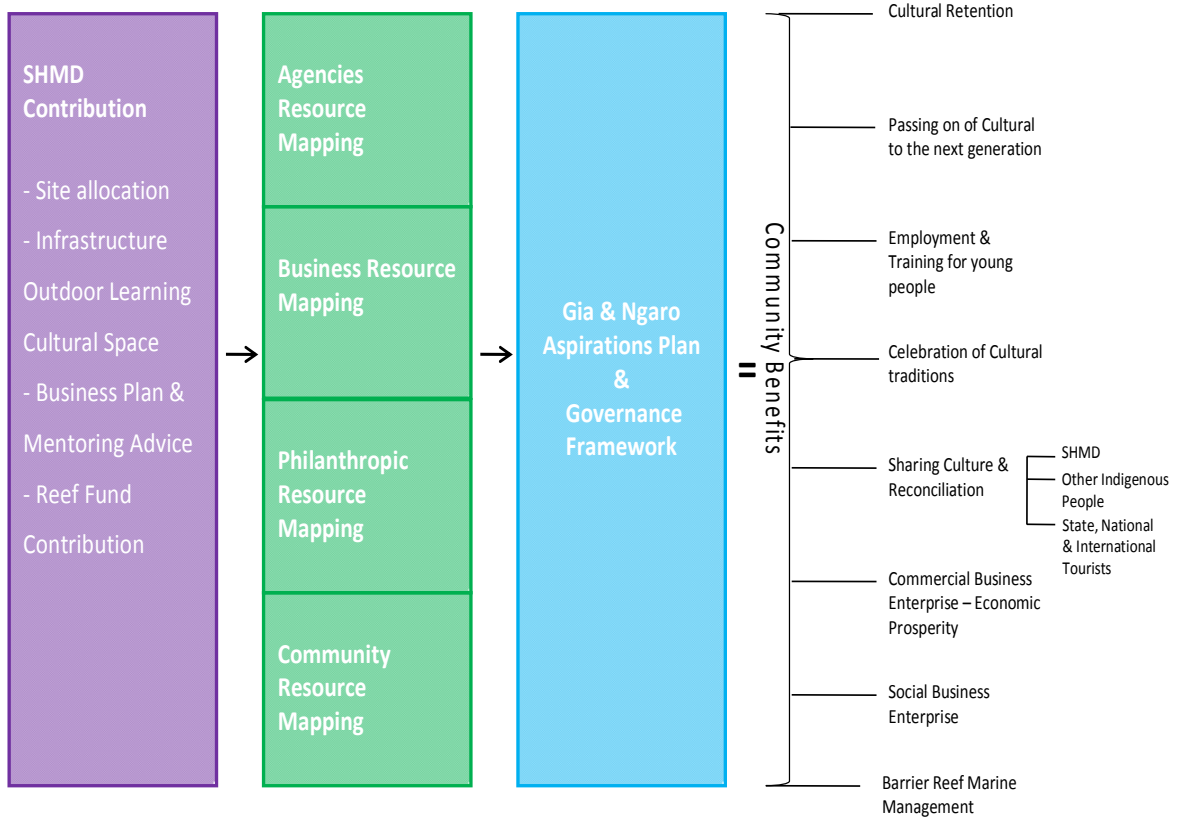 SHMD
Contribution
- Site allocation
- Infrastructure
Outdoor Learning
Cultural Space
- Business Plan &
Mentoring Advice
- Reef Fund
Contribution
Agencies
Resource
Mapping
Business Resource
Mapping
Philanthropic
Resource
Mapping
Community
Resource
Mapping
Gia & Ngaro
Aspirations Plan
&
Governance
Framework
=
Community Benefits
Cultural Retention
Passing on of Cultural
to the next generation
Employment &
Training for young
people
Celebration of Cultural
traditions
Sharing Culture &
Reconciliation
SHMD
Other Indigenous
People
State, National
& International
Tourists
Commercial Business
Enterprise – Economic
Prosperity
Social Business
Enterprise
Barrier Reef Marine
Management